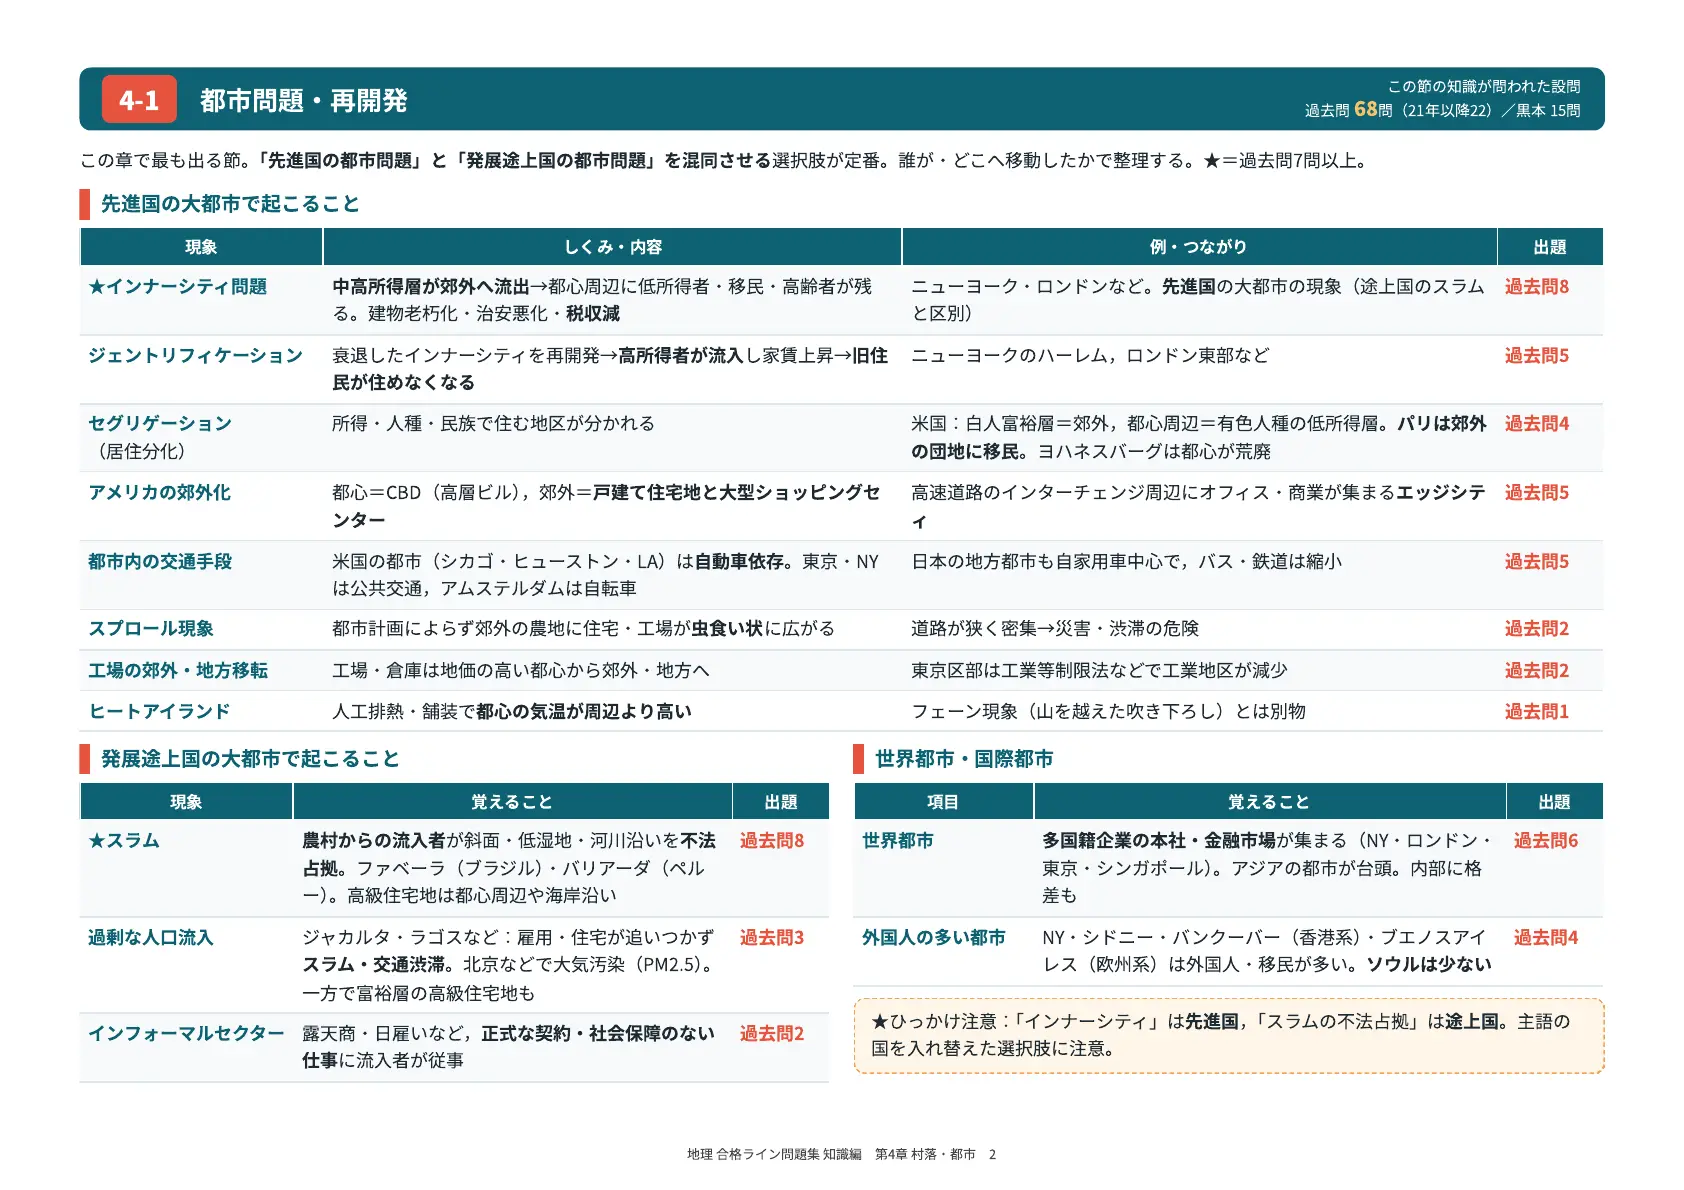 4-1 都市問題・再開発
この節の知識が問われた設問
過去問 68問（21年以降22）／黒本 15問
この章で最も出る節。「先進国の都市問題」と「発展途上国の都市問題」を混同させる選択肢が定番。誰が・どこへ移動したかで整理する。★＝過去問7問以上。
先進国の大都市で起こること
現象 しくみ・内容 例・つながり 出題
★インナーシティ問題 中高所得層が郊外へ流出→都心周辺に低所得者・移民・高齢者が残 ニューヨーク・ロンドンなど。先進国の大都市の現象（途上国のスラム 過去問8
る。建物老朽化・治安悪化・税収減 と区別）
ジェントリフィケーション 衰退したインナーシティを再開発→高所得者が流入し家賃上昇→旧住 ニューヨークのハーレム，ロンドン東部など 過去問5
民が住めなくなる
セグリゲーション 所得・人種・民族で住む地区が分かれる 米国：白人富裕層＝郊外，都心周辺＝有色人種の低所得層。パリは郊外 過去問4
（居住分化） の団地に移民。ヨハネスバーグは都心が荒廃
アメリカの郊外化 都心＝CBD（高層ビル），郊外＝戸建て住宅地と大型ショッピングセ 高速道路のインターチェンジ周辺にオフィス・商業が集まるエッジシテ 過去問5
ンター ィ
都市内の交通手段 米国の都市（シカゴ・ヒューストン・LA）は自動車依存。東京・NY 日本の地方都市も自家用車中心で，バス・鉄道は縮小 過去問5
は公共交通，アムステルダムは自転車
スプロール現象 都市計画によらず郊外の農地に住宅・工場が虫食い状に広がる 道路が狭く密集→災害・渋滞の危険 過去問2
工場の郊外・地方移転 工場・倉庫は地価の高い都心から郊外・地方へ 東京区部は工業等制限法などで工業地区が減少 過去問2
ヒートアイランド 人工排熱・舗装で都心の気温が周辺より高い フェーン現象（山を越えた吹き下ろし）とは別物 過去問1
発展途上国の大都市で起こること
現象 覚えること 出題
★スラム 農村からの流入者が斜面・低湿地・河川沿いを不法 過去問8
占拠。ファベーラ（ブラジル）・バリアーダ（ペル
ー）。高級住宅地は都心周辺や海岸沿い
過剰な人口流入 ジャカルタ・ラゴスなど：雇用・住宅が追いつかず 過去問3
スラム・交通渋滞。北京などで大気汚染（PM2.5）。
一方で富裕層の高級住宅地も
インフォーマルセクター 露天商・日雇いなど，正式な契約・社会保障のない 過去問2
仕事に流入者が従事
世界都市・国際都市
項目 覚えること 出題
世界都市 多国籍企業の本社・金融市場が集まる（NY・ロンドン・ 過去問6
東京・シンガポール）。アジアの都市が台頭。内部に格
差も
外国人の多い都市 NY・シドニー・バンクーバー（香港系）・ブエノスアイ 過去問4
レス（欧州系）は外国人・移民が多い。ソウルは少ない
★ひっかけ注意：「インナーシティ」は先進国，「スラムの不法占拠」は途上国。主語の
国を入れ替えた選択肢に注意。
地理 合格ライン問題集 知識編 第4章 村落・都市 2